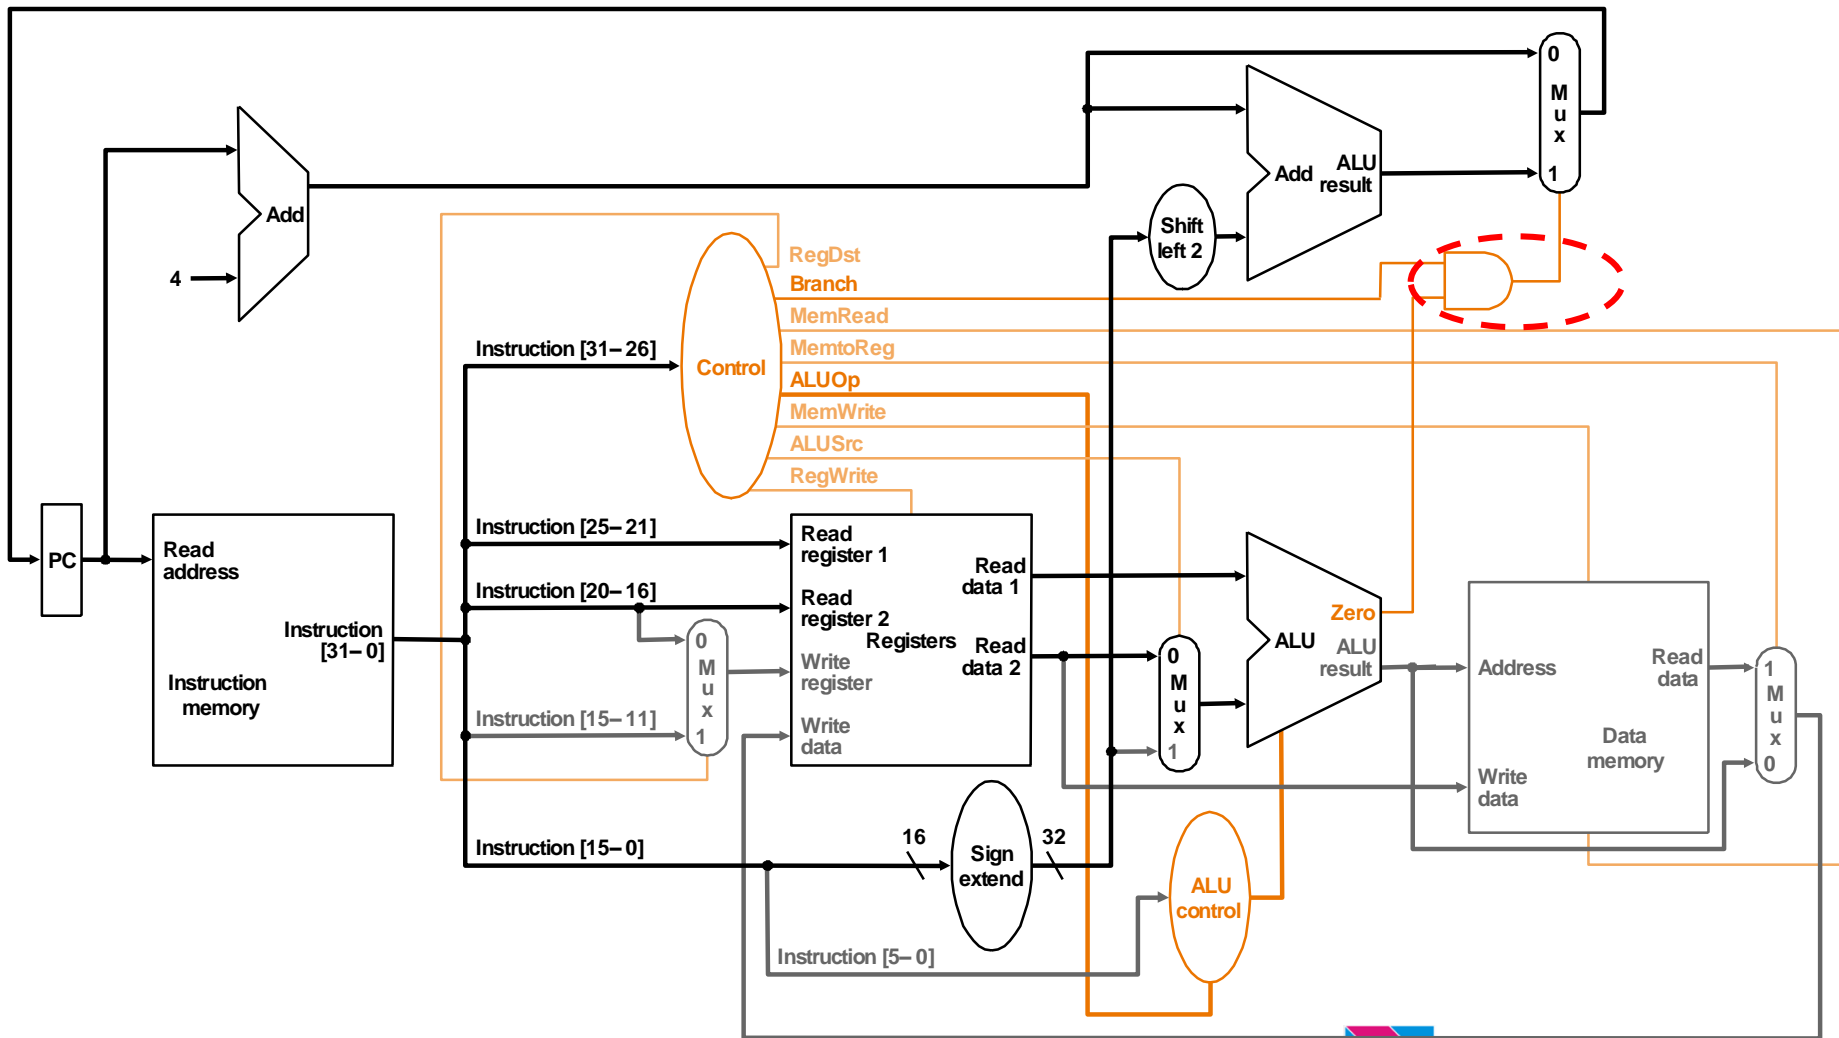 0
M
u
x
1
Add
ALU
result
Shift
left 2
Add
4
RegDst
Branch
MemRead
MemtoReg
ALUOp
MemWrite
ALUSrc
RegWrite
Control
Instruction [31–26]
Instruction [25–21]
Instruction [20–16]
Instruction [15–11]
Instruction [15–0]
Instruction [5–0]
PC
Read
address
Instruction
[31–0]
Instruction
memory
0
M
u
x
1
Read
register 1
Read
register 2
Write
register
Write
data
Registers
Read
data 1
Read
data 2
0
M
u
x
1
Zero
ALU
ALU
result
Address
Write
data
Read
data
Data
memory
1
M
u
x
0
16
Sign
extend
32
ALU
control